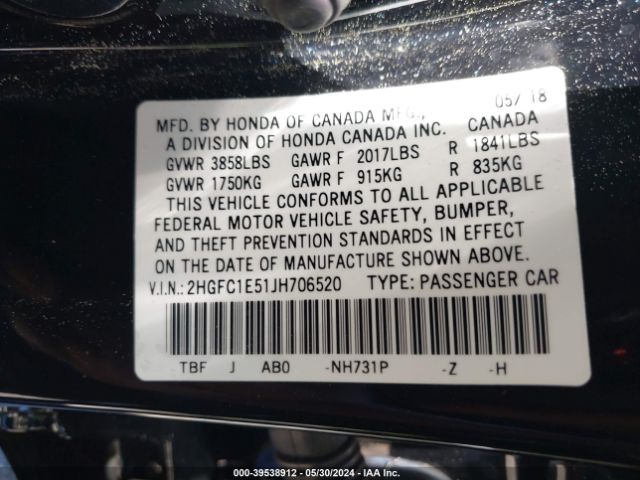 05/18
MFD. BY HONDA OF CANADA MFG., CANADA
A DIVISION OF HONDA CANADA INC.
GVWR 3858LBS GAWR F 2017LBS R 1841LBS
GVWR 1750KG GAWR F 915KG R 835KG
THIS VEHICLE CONFORMS TO ALL APPLICABLE
FEDERAL MOTOR VEHICLE SAFETY, BUMPER,
AND THEFT PREVENTION STANDARDS IN EFFECT
ON THE DATE OF MANUFACTURE SHOWN ABOVE.
V.I.N.: 2HGFC1E51JH706520 TYPE: PASSENGER CAR
TBF J AB0 -NH731P -Z -H
000-39538912 - 05/30/2024 - IAA Inc.